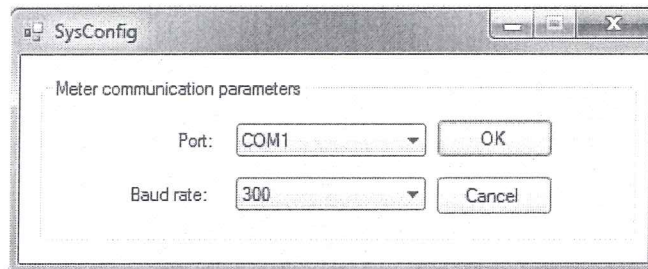 SysConfig
Meter communication parameters
Port: COM1 OK
Baud rate: 300 Cancel